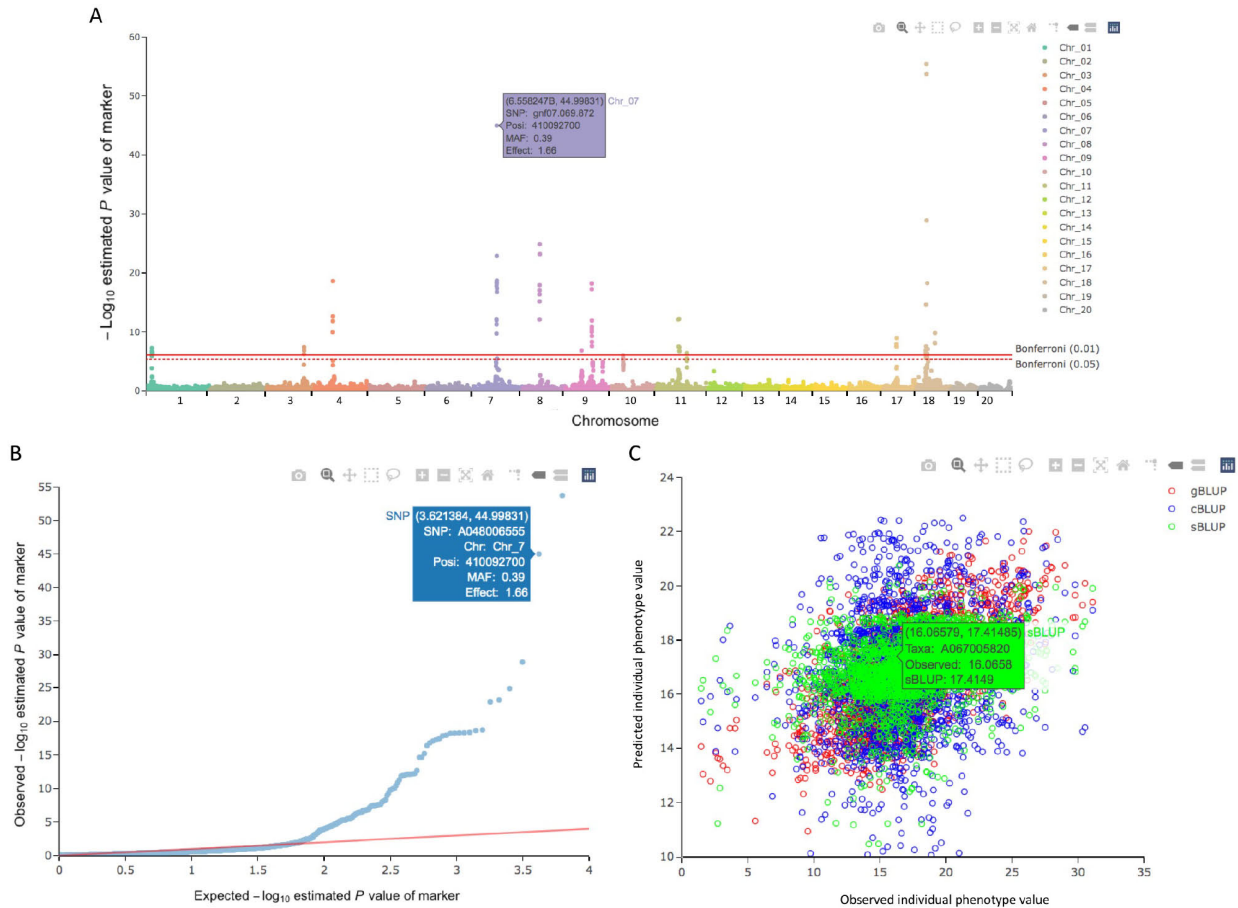 A
60
50
40
30
20
10
0
– Log10 estimated P value of marker
(6.558247B, 44.99831) Chr_07
SNP: gnf07.069.872
Posi: 410092700
MAF: 0.39
Effect: 1.66
Chr_01
Chr_02
Chr_03
Chr_04
Chr_05
Chr_06
Chr_07
Chr_08
Chr_09
Chr_10
Chr_11
Chr_12
Chr_13
Chr_14
Chr_15
Chr_16
Chr_17
Chr_18
Chr_19
Chr_20
Bonferroni (0.01)
Bonferroni (0.05)
1 2 3 4 5 6 7 8 9 10 11 12 13 14 15 16 17 18 19 20
Chromosome
B
55
50
45
40
35
30
25
20
15
10
5
0
Observed – log10 estimated P value of marker
SNP (3.621384, 44.99831)
SNP: A048006555
Chr: Chr_7
Posi: 410092700
MAF: 0.39
Effect: 1.66
0 0.5 1 1.5 2 2.5 3 3.5 4
Expected – log10 estimated P value of marker
C
24
22
20
18
16
14
12
10
Predicted individual phenotype value
gBLUP
cBLUP
sBLUP
(16.06579, 17.41485) sBLUP
Taxa: A067005820
Observed: 16.0658
sBLUP: 17.4149
0 5 10 15 20 25 30 35
Observed individual phenotype value